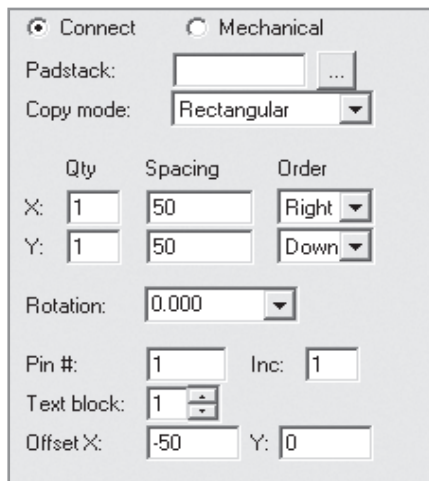 Connect Mechanical
Padstack: ...
Copy mode: Rectangular
Qty Spacing Order
X: 1 50 Right
Y: 1 50 Down
Rotation: 0.000
Pin #: 1 Inc: 1
Text block: 1
Offset X: -50 Y: 0